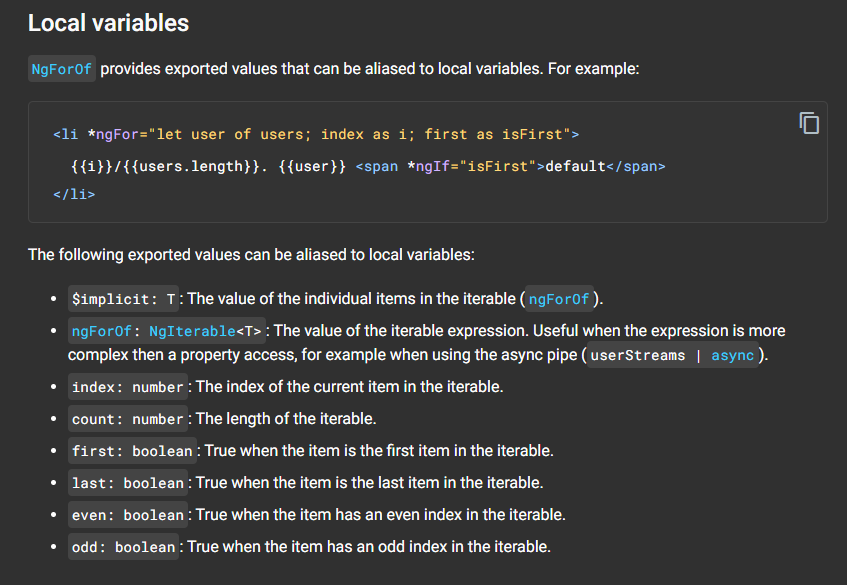 Local variables
NgForOf provides exported values that can be aliased to local variables. For example:
<li *ngFor="let user of users; index as i; first as isFirst">
{{i}}/{{users.length}}. {{user}} <span *ngIf="isFirst">default</span>
</li>
The following exported values can be aliased to local variables:
• $implicit: T: The value of the individual items in the iterable (ngForOf).
• ngForOf: NgIterable<T>: The value of the iterable expression. Useful when the expression is more
complex then a property access, for example when using the async pipe (userStreams | async).
• index: number: The index of the current item in the iterable.
• count: number: The length of the iterable.
• first: boolean: True when the item is the first item in the iterable.
• last: boolean: True when the item is the last item in the iterable.
• even: boolean: True when the item has an even index in the iterable.
• odd: boolean: True when the item has an odd index in the iterable.